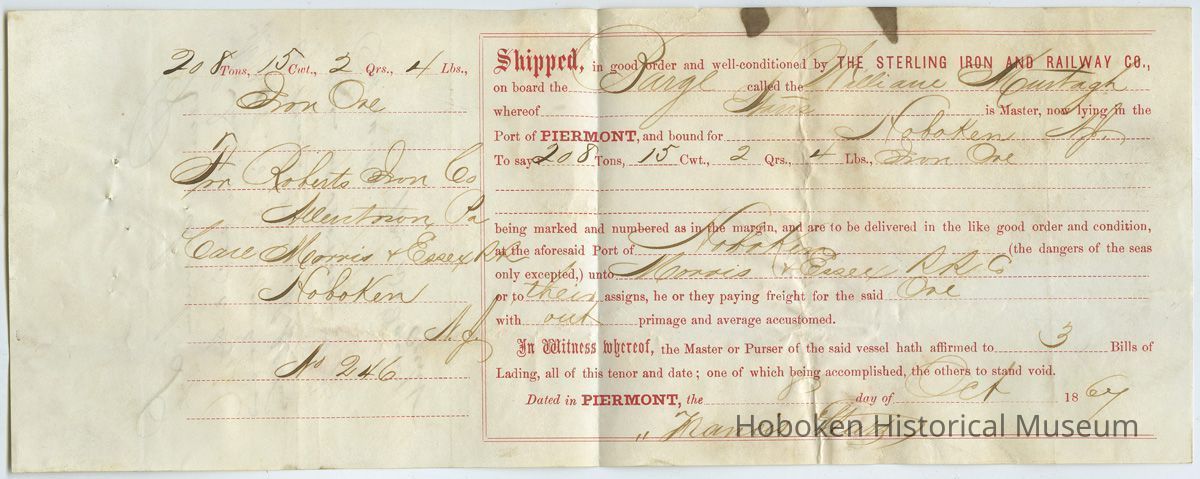 208 Tons, 15 Cwt., 2 Qrs., 4 Lbs.,
Iron Ore
For Roberts Iron Co
Allentown Pa
Care Morris & Essex RR
Hoboken
N.J.
No 246
Shipped, in good order and well-conditioned by THE STERLING IRON AND RAILWAY CO.,
on board the Barge called the William Murtagh
whereof is Master, now lying in the
Port of PIERMONT, and bound for Hoboken N.J.
To say 208 Tons, 15 Cwt., 2 Qrs., 4 Lbs., Iron Ore
being marked and numbered as in the margin, and are to be delivered in the like good order and condition,
at the aforesaid Port of Hoboken (the dangers of the seas
only excepted,) unto Morris & Essex R R Co
or to their assigns, he or they paying freight for the said Ore
with out primage and average accustomed.
In Witness whereof, the Master or Purser of the said vessel hath affirmed to 3 Bills of
Lading, all of this tenor and date; one of which being accomplished, the others to stand void.
Dated in PIERMONT, the 8 day of Oct 1867
Hoboken Historical Museum